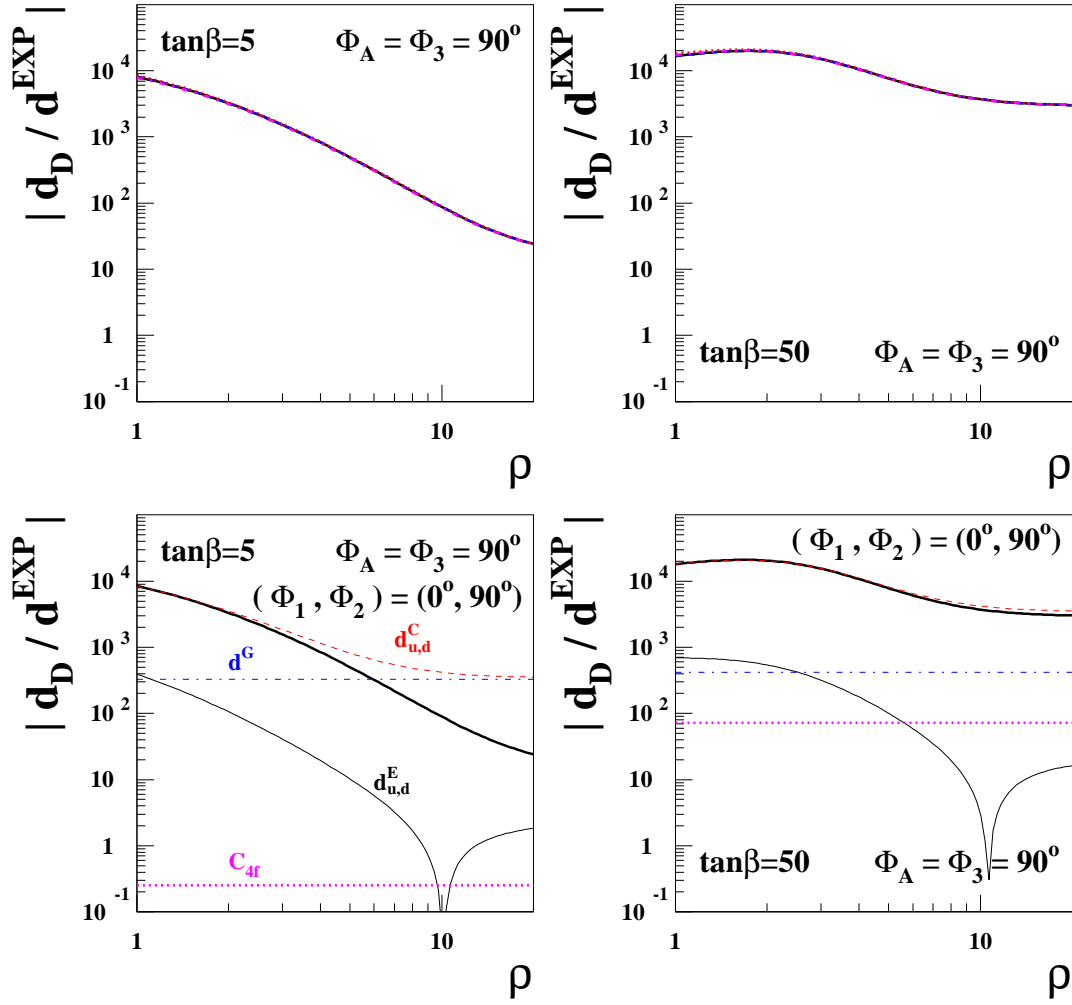 | d_D / d^EXP |
tanβ=5 Φ_A = Φ_3 = 90°
10^4
10^3
10^2
10
1
10^-1
1 10
ρ
| d_D / d^EXP |
10^4
10^3
10^2
10
1
10^-1
tanβ=50 Φ_A = Φ_3 = 90°
1 10
ρ
| d_D / d^EXP |
tanβ=5 Φ_A = Φ_3 = 90°
( Φ_1 , Φ_2 ) = (0°, 90°)
10^4
10^3
10^2
10
1
10^-1
d^C_u,d
d^G
d^E_u,d
C_4f
1 10
ρ
| d_D / d^EXP |
( Φ_1 , Φ_2 ) = (0°, 90°)
10^4
10^3
10^2
10
1
10^-1
tanβ=50 Φ_A = Φ_3 = 90°
1 10
ρ